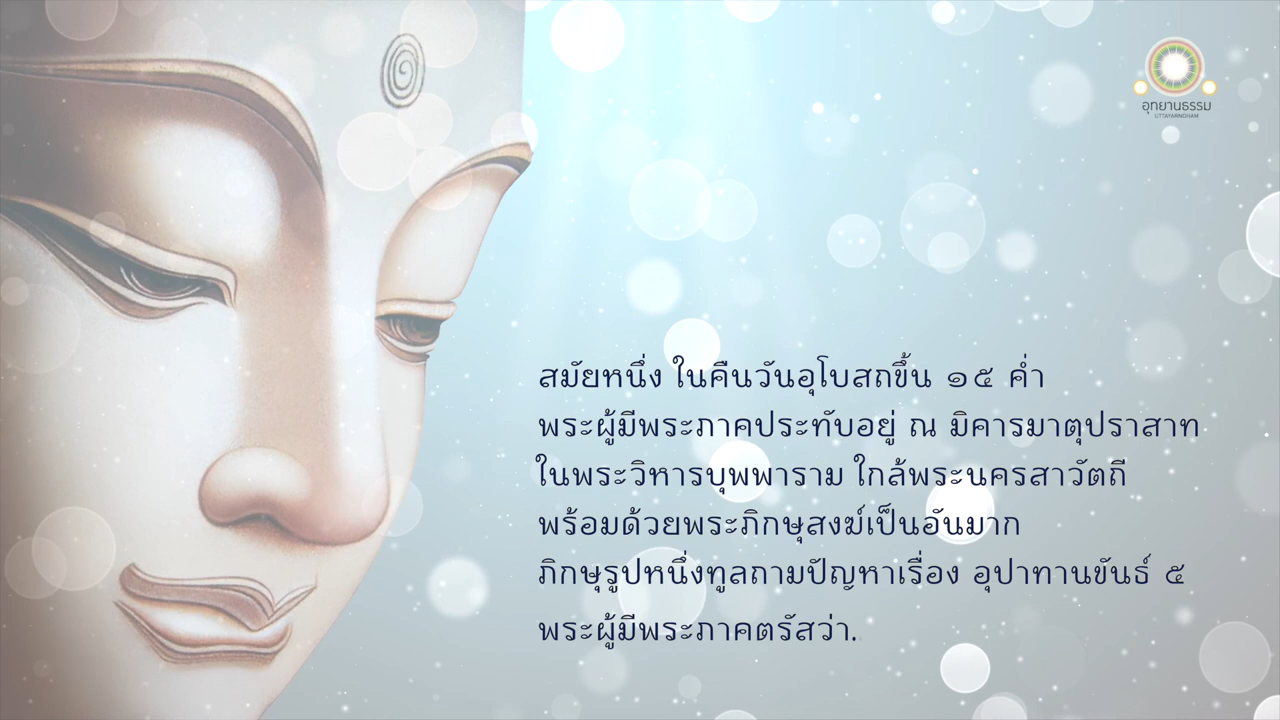 อุทยานธรรม
UTTAYARNDHAM
สมัยหนึ่ง ในคืนวันอุโบสถขึ้น ๑๕ ค่ำ
พระผู้มีพระภาคประทับอยู่ ณ มิคารมาตุปราสาท
ในพระวิหารบุพพาราม ใกล้พระนครสาวัตถี
พร้อมด้วยพระภิกษุสงฆ์เป็นอันมาก
ภิกษุรูปหนึ่งทูลถามปัญหาเรื่อง อุปาทานขันธ์ ๕
พระผู้มีพระภาคตรัสว่า.